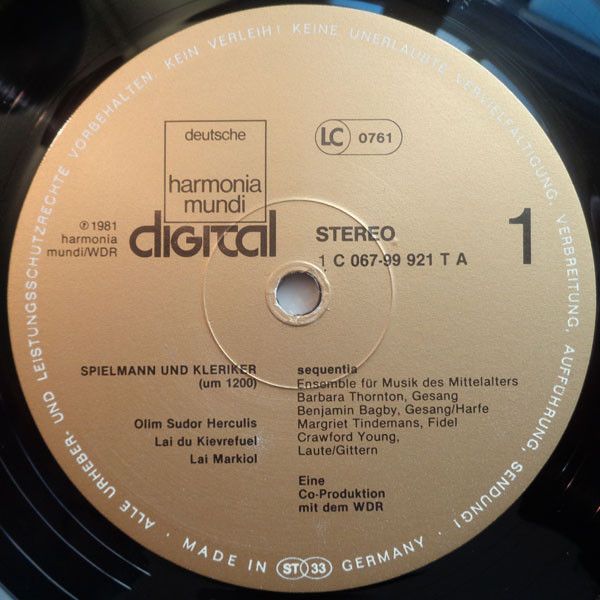 ALLE URHEBER- UND LEISTUNGSSCHUTZRECHTE VORBEHALTEN. KEIN VERLEIH! KEINE UNERLAUBTE VERVIELFÄLTIGUNG, VERBREITUNG, AUFFÜHRUNG, SENDUNG!
deutsche
harmonia
mundi
digital
LC 0761
℗ 1981
harmonia
mundi/WDR
STEREO
1 C 067-99 921 T A
1
SPIELMANN UND KLERIKER
(um 1200)
Olim Sudor Herculis
Lai du Kievrefuel
Lai Markiol
sequentia
Ensemble für Musik des Mittelalters
Barbara Thornton, Gesang
Benjamin Bagby, Gesang/Harfe
Margriet Tindemans, Fidel
Crawford Young,
Laute/Gittern
Eine
Co-Produktion
mit dem WDR
· MADE IN ST 33 GERMANY ·